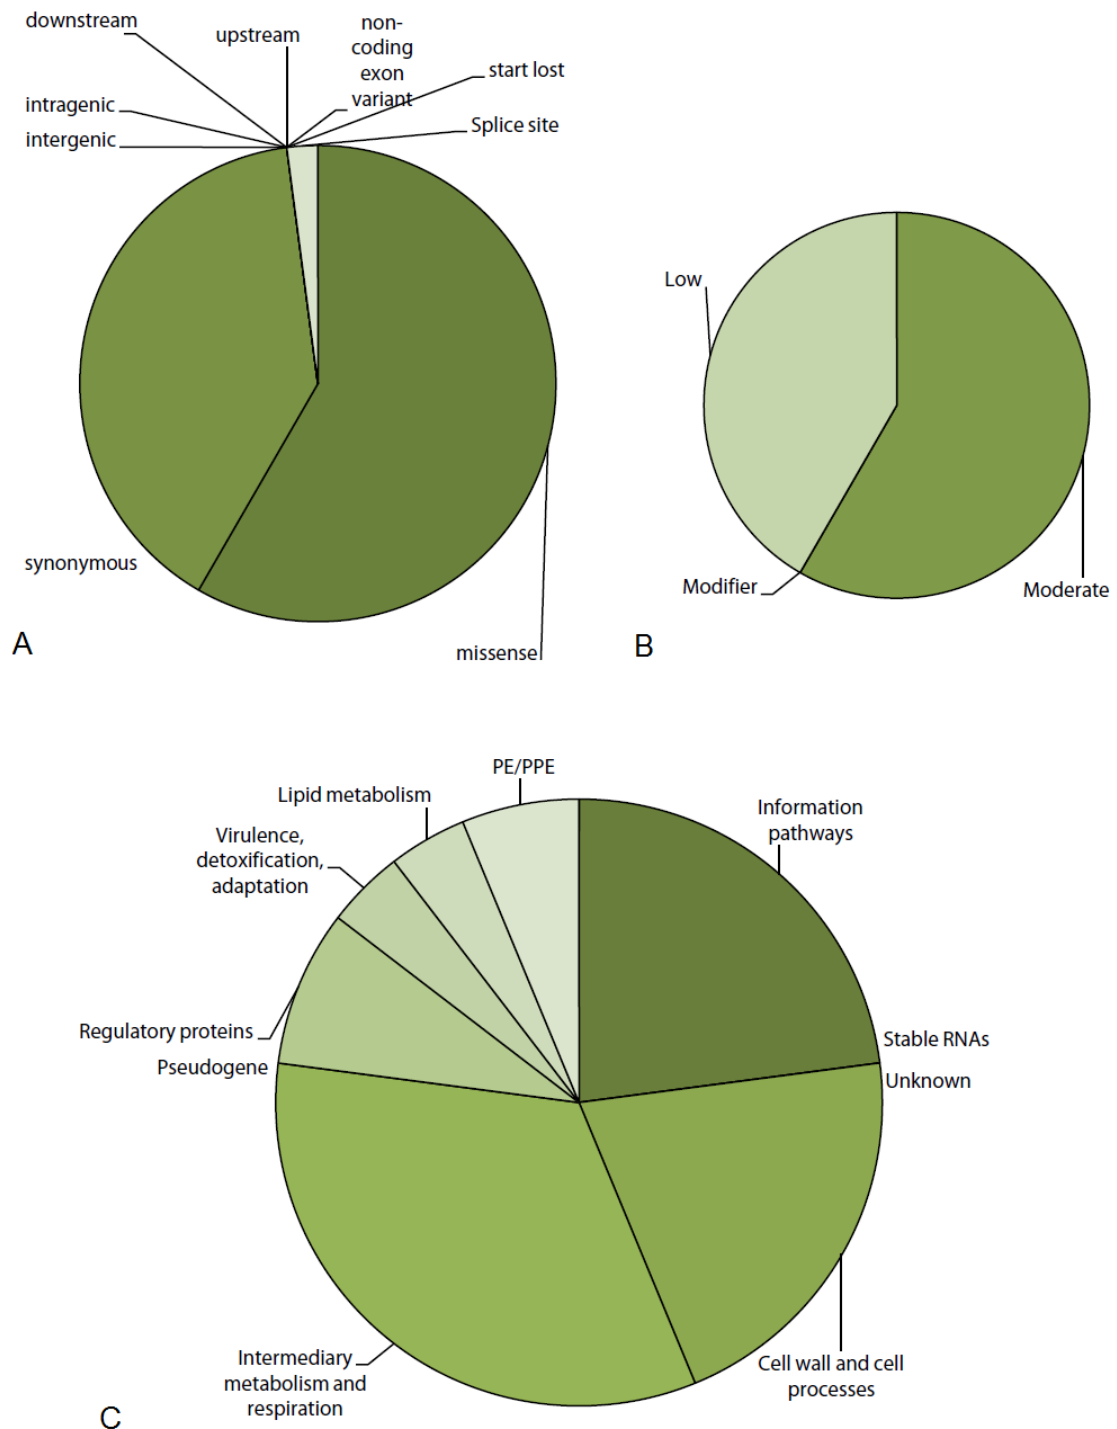 downstream
upstream
non-
coding
exon
variant
start lost
intragenic
Splice site
intergenic
synonymous
missense
A
Low
Modifier
Moderate
B
PE/PPE
Lipid metabolism
Information
pathways
Virulence,
detoxification,
adaptation
Regulatory proteins
Stable RNAs
Pseudogene
Unknown
Intermediary
metabolism and
respiration
Cell wall and cell
processes
C